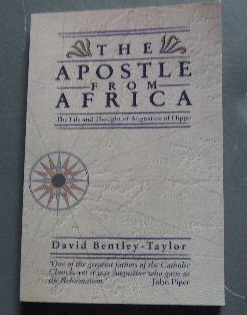 THE
APOSTLE
FROM
AFRICA
The Life and Thought of Augustine of Hippo
David Bentley-Taylor
'One of the greatest fathers of the Catholic
Church, yet it was Augustine who gave us
the Reformation.'
John Piper